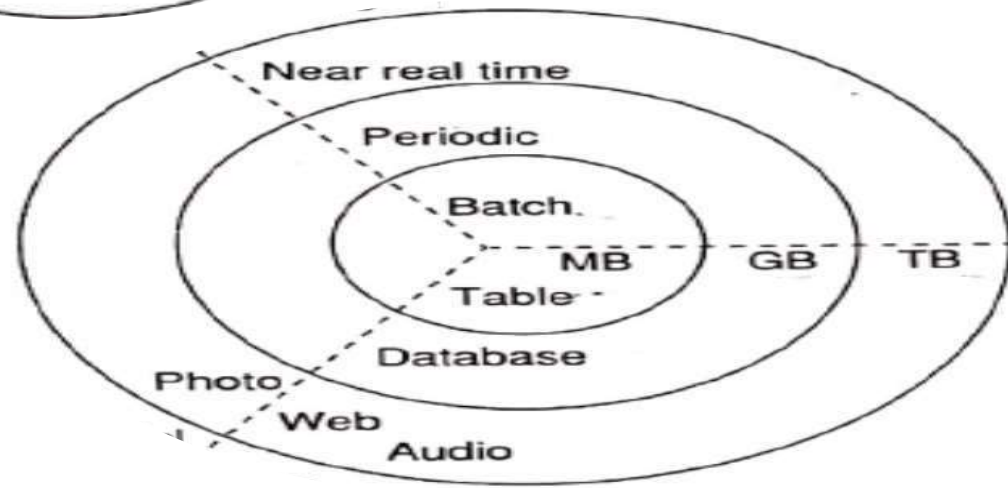 Near real time
Periodic
Batch
MB GB TB
Table
Database
Photo
Web
Audio